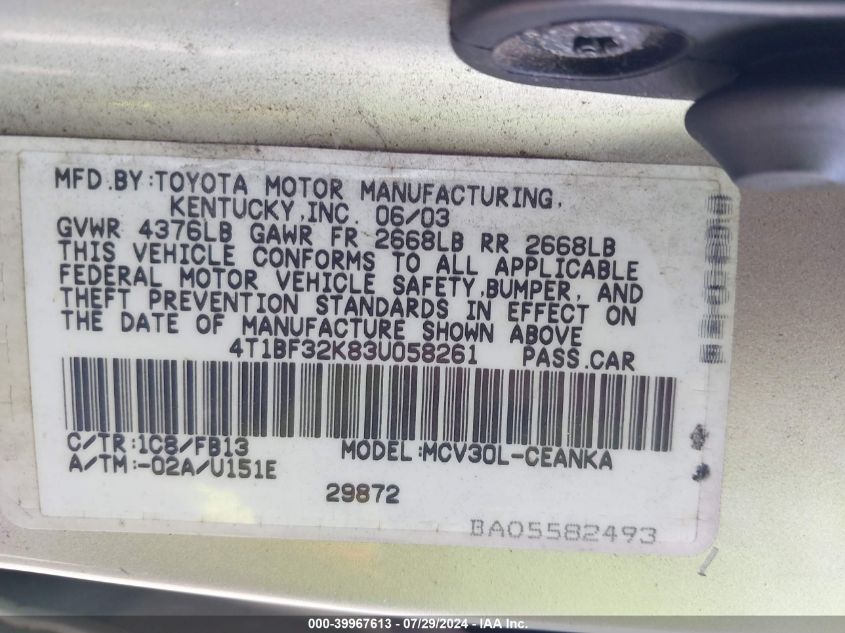 MFD.BY:TOYOTA MOTOR MANUFACTURING,
KENTUCKY,INC. 06/03
GVWR 4376LB GAWR FR 2668LB RR 2668LB
THIS VEHICLE CONFORMS TO ALL APPLICABLE
FEDERAL MOTOR VEHICLE SAFETY,BUMPER, AND
THEFT PREVENTION STANDARDS IN EFFECT ON
THE DATE OF MANUFACTURE SHOWN ABOVE
4T1BF32K83U058261 PASS.CAR
C/TR:1C8/FB13 MODEL:MCV30L-CEANKA
A/TM:-02A/U151E
29872
BA05582493
000-39967613 - 07/29/2024 - IAA Inc.